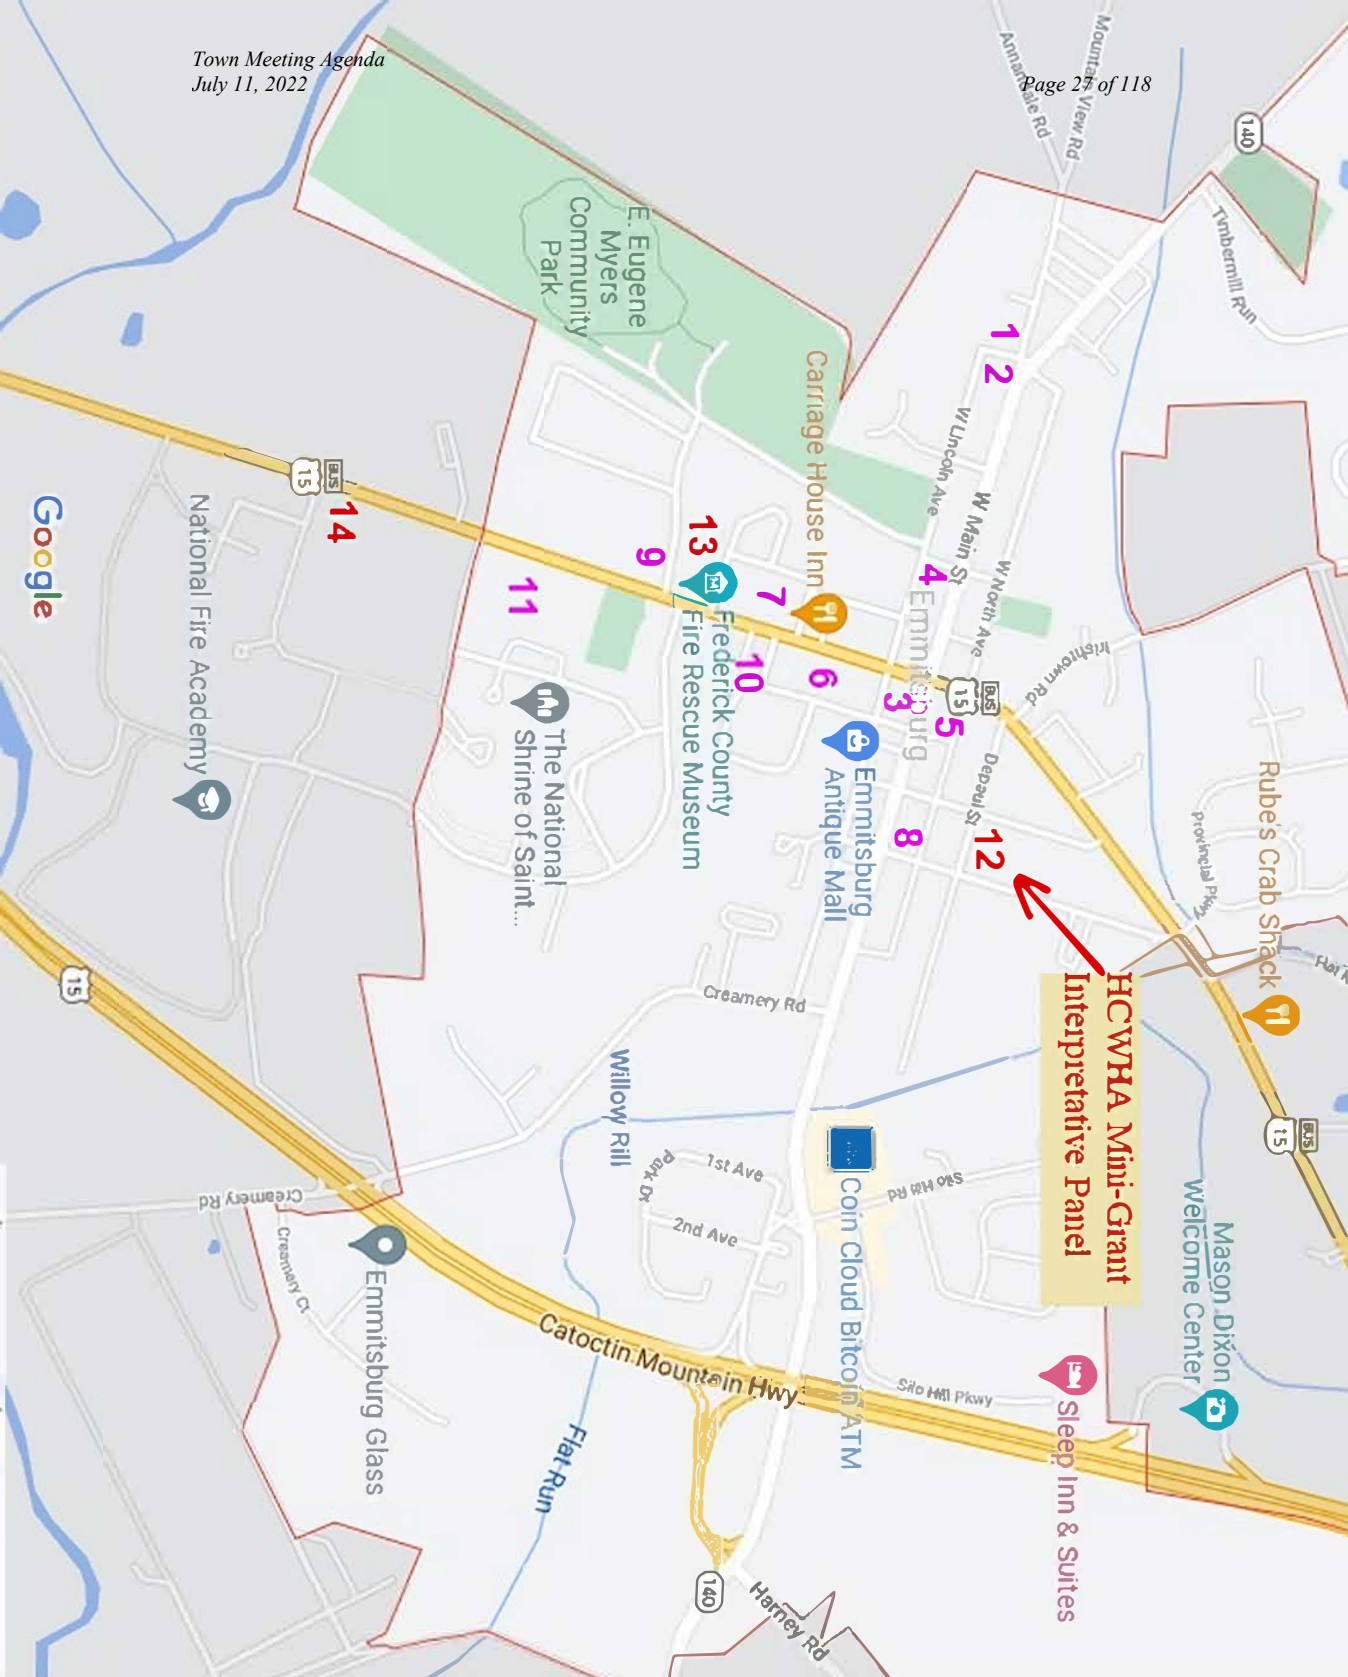 Town Meeting Agenda
July 11, 2022
Page 27 of 118
Annandale Rd
Mountain View Rd
140
Tymbermill Run
E. Eugene
Myers
Community
Park
1
2
Carriage House Inn
W Lincoln Ave
W Main St
W North Ave
Irishtown Rd
15
BUS
14
13
9
11
7
4
Emmitsburg
10
6
3
5
15
BUS
Google
National Fire Academy
Frederick County
Fire Rescue Museum
The National
Shrine of Saint...
Emmitsburg
Antique Mall
8
Depaul St
12
Provincial Pkwy
Rube's Crab Shack
HCWHA Mini-Grant
Interpretative Panel
15
Creamery Rd
Willow Rill
1st Ave
2nd Ave
Park Dr
Silo Hill Rd
15
BUS
Coin Cloud Bitcoin ATM
Mason Dixon
Welcome Center
Creamery Rd
Creamery Ct
Emmitsburg Glass
Catoctin Mountain Hwy
Silo Hill Pkwy
Sleep Inn & Suites
Flat Run
140
Harney Rd